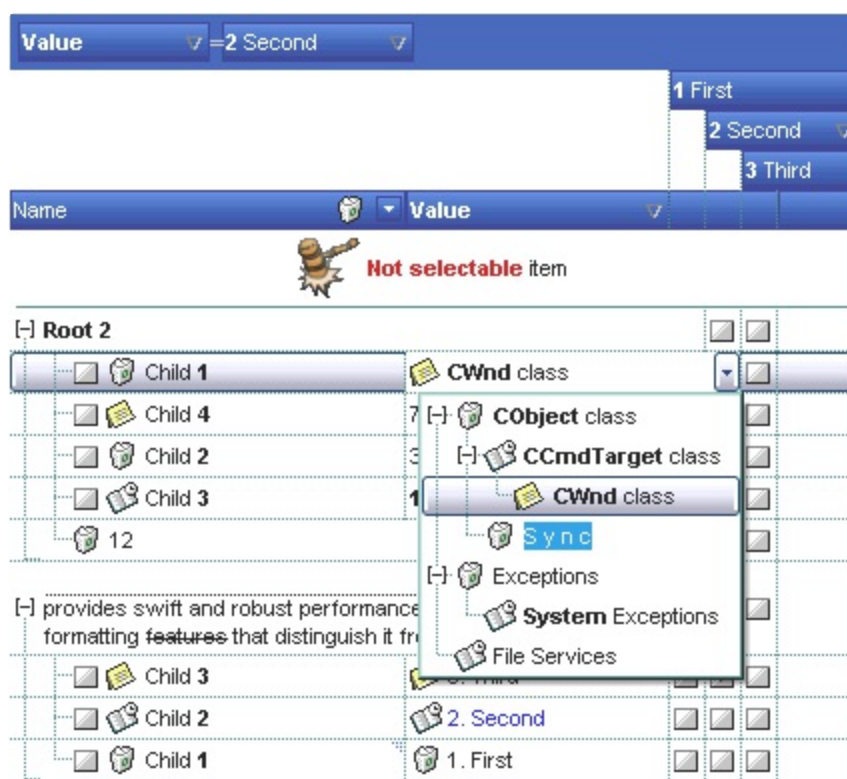 Value =2 Second
1 First
2 Second
3 Third
Name Value
Not selectable item
[-] Root 2
Child 1 CWnd class
Child 4 7 [-] CObject class
Child 2 3 [-] CCmdTarget class
Child 3 1 CWnd class
12 Sync
[-] Exceptions
[-] provides swift and robust performance System Exceptions
formatting features that distinguish it
File Services
Child 3 3. Third
Child 2 2. Second
Child 1 1. First